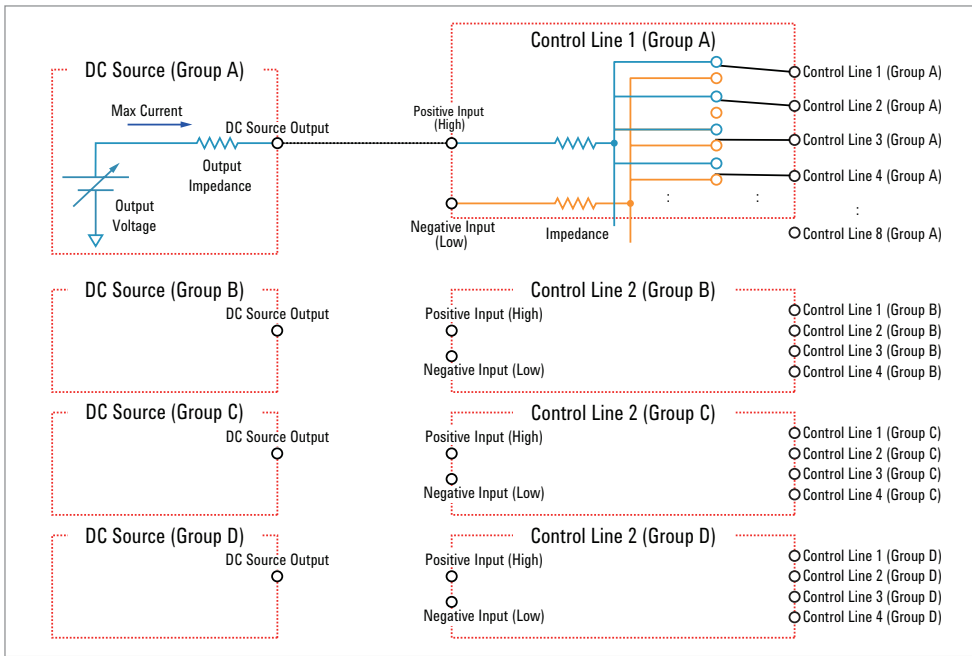 Control Line 1 (Group A)
DC Source (Group A)
Max Current
DC Source Output
Output
Impedance
Output
Voltage
Positive Input
(High)
Negative Input
(Low)
Impedance
Control Line 1 (Group A)
Control Line 2 (Group A)
Control Line 3 (Group A)
Control Line 4 (Group A)
:
:
:
Control Line 8 (Group A)
DC Source (Group B)
DC Source Output
Control Line 2 (Group B)
Positive Input (High)
Negative Input (Low)
Control Line 1 (Group B)
Control Line 2 (Group B)
Control Line 3 (Group B)
Control Line 4 (Group B)
DC Source (Group C)
DC Source Output
Control Line 2 (Group C)
Positive Input (High)
Negative Input (Low)
Control Line 1 (Group C)
Control Line 2 (Group C)
Control Line 3 (Group C)
Control Line 4 (Group C)
DC Source (Group D)
DC Source Output
Control Line 2 (Group D)
Positive Input (High)
Negative Input (Low)
Control Line 1 (Group D)
Control Line 2 (Group D)
Control Line 3 (Group D)
Control Line 4 (Group D)